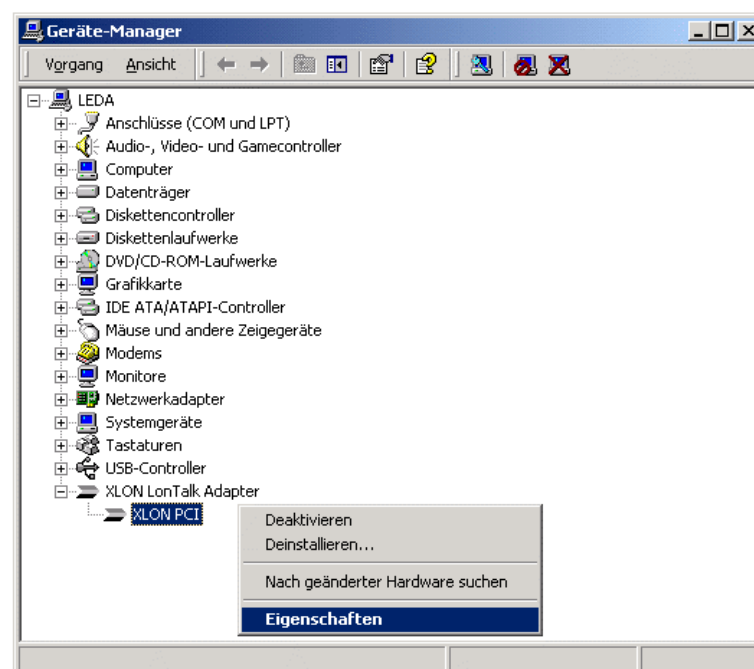 Geräte-Manager
Vorgang Ansicht
LEDA
Anschlüsse (COM und LPT)
Audio-, Video- und Gamecontroller
Computer
Datenträger
Diskettencontroller
Diskettenlaufwerke
DVD/CD-ROM-Laufwerke
Grafikkarte
IDE ATA/ATAPI-Controller
Mäuse und andere Zeigegeräte
Modems
Monitore
Netzwerkadapter
Systemgeräte
Tastaturen
USB-Controller
XLON LonTalk Adapter
XLON PCI
Deaktivieren
Deinstallieren...
Nach geänderter Hardware suchen
Eigenschaften